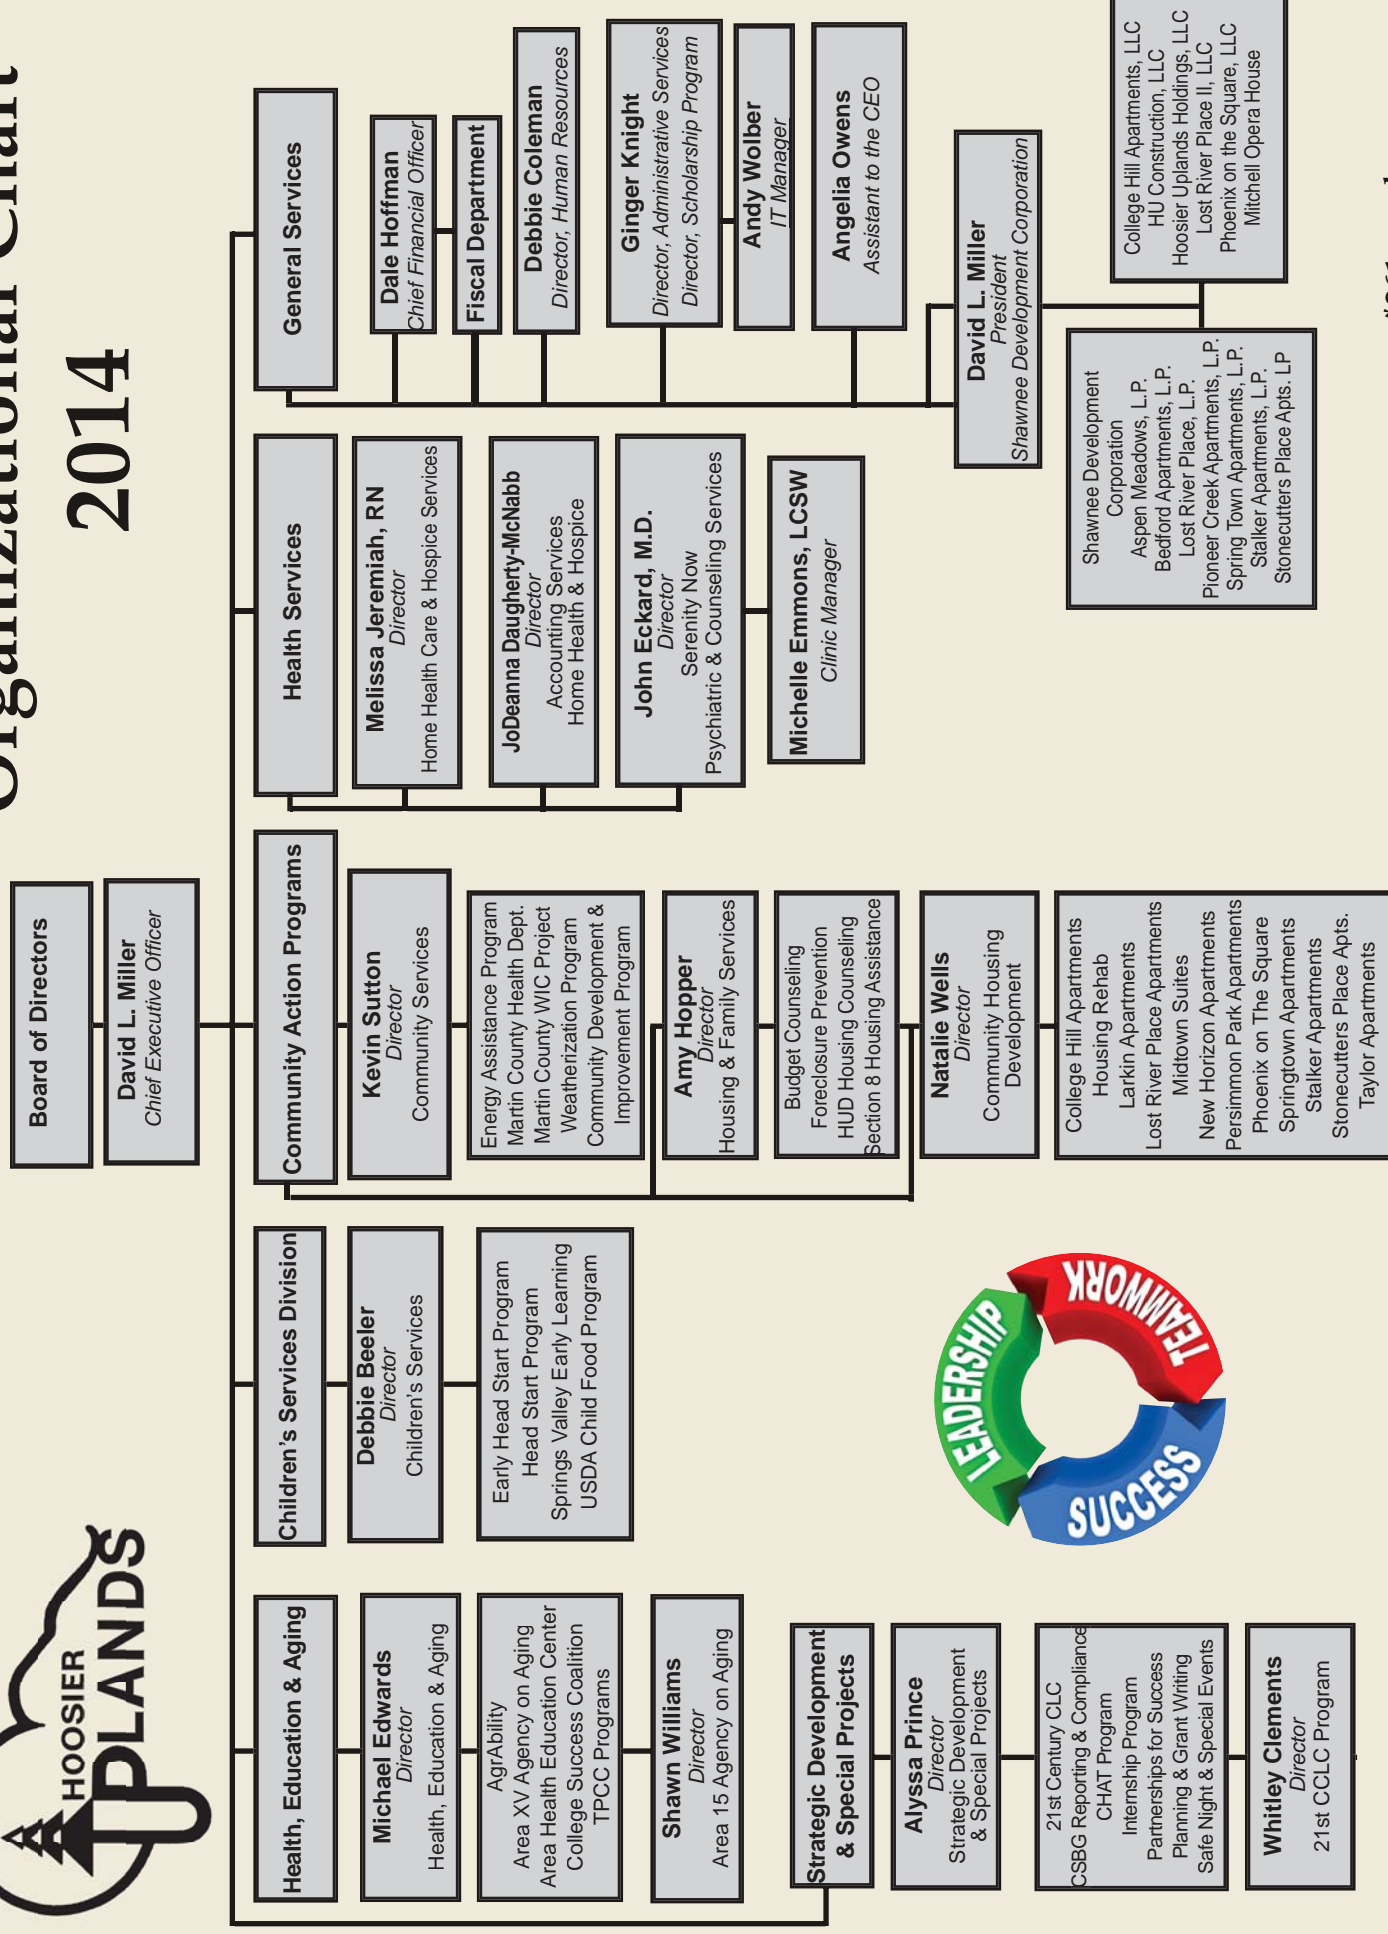 Organizational Chart
2014
HOOSIER
UPLANDS
Board of Directors
David L. Miller
Chief Executive Officer
Health, Education & Aging
Michael Edwards
Director
Health, Education & Aging
AgrAbility
Area XV Agency on Aging
Area Health Education Center
College Success Coalition
TPCC Programs
Shawn Williams
Director
Area 15 Agency on Aging
Strategic Development
& Special Projects
Alyssa Prince
Director
Strategic Development
& Special Projects
21st Century CLC
CSBG Reporting & Compliance
CHAT Program
Internship Program
Partnerships for Success
Planning & Grant Writing
Safe Night & Special Events
Whitley Clements
Director
21st CCLC Program
Children's Services Division
Debbie Beeler
Director
Children's Services
Early Head Start Program
Head Start Program
Springs Valley Early Learning
USDA Child Food Program
LEADERSHIP
TEAMWORK
SUCCESS
Community Action Programs
Kevin Sutton
Director
Community Services
Energy Assistance Program
Martin County Health Dept.
Martin County WIC Project
Weatherization Program
Community Development &
Improvement Program
Amy Hopper
Director
Housing & Family Services
Budget Counseling
Foreclosure Prevention
HUD Housing Counseling
Section 8 Housing Assistance
Natalie Wells
Director
Community Housing
Development
College Hill Apartments
Housing Rehab
Larkin Apartments
Lost River Place Apartments
Midtown Suites
New Horizon Apartments
Persimmon Park Apartments
Phoenix on The Square
Springtown Apartments
Stalker Apartments
Stonecutters Place Apts.
Taylor Apartments
Health Services
Melissa Jeremiah, RN
Director
Home Health Care & Hospice Services
JoDeanna Daugherty-McNabb
Director
Accounting Services
Home Health & Hospice
John Eckard, M.D.
Director
Serenity Now
Psychiatric & Counseling Services
Michelle Emmons, LCSW
Clinic Manager
General Services
Dale Hoffman
Chief Financial Officer
Fiscal Department
Debbie Coleman
Director, Human Resources
Ginger Knight
Director, Administrative Services
Director, Scholarship Program
Andy Wolber
IT Manager
Angelia Owens
Assistant to the CEO
David L. Miller
President
Shawnee Development Corporation
Shawnee Development
Corporation
Aspen Meadows, L.P.
Bedford Apartments, L.P.
Lost River Place, L.P.
Pioneer Creek Apartments, L.P.
Spring Town Apartments, L.P.
Stalker Apartments, L.P.
Stonecutters Place Apts. LP
College Hill Apartments, LLC
HU Construction, LLC
Hoosier Uplands Holdings, LLC
Lost River Place II, LLC
Phoenix on the Square, LLC
Mitchell Opera House